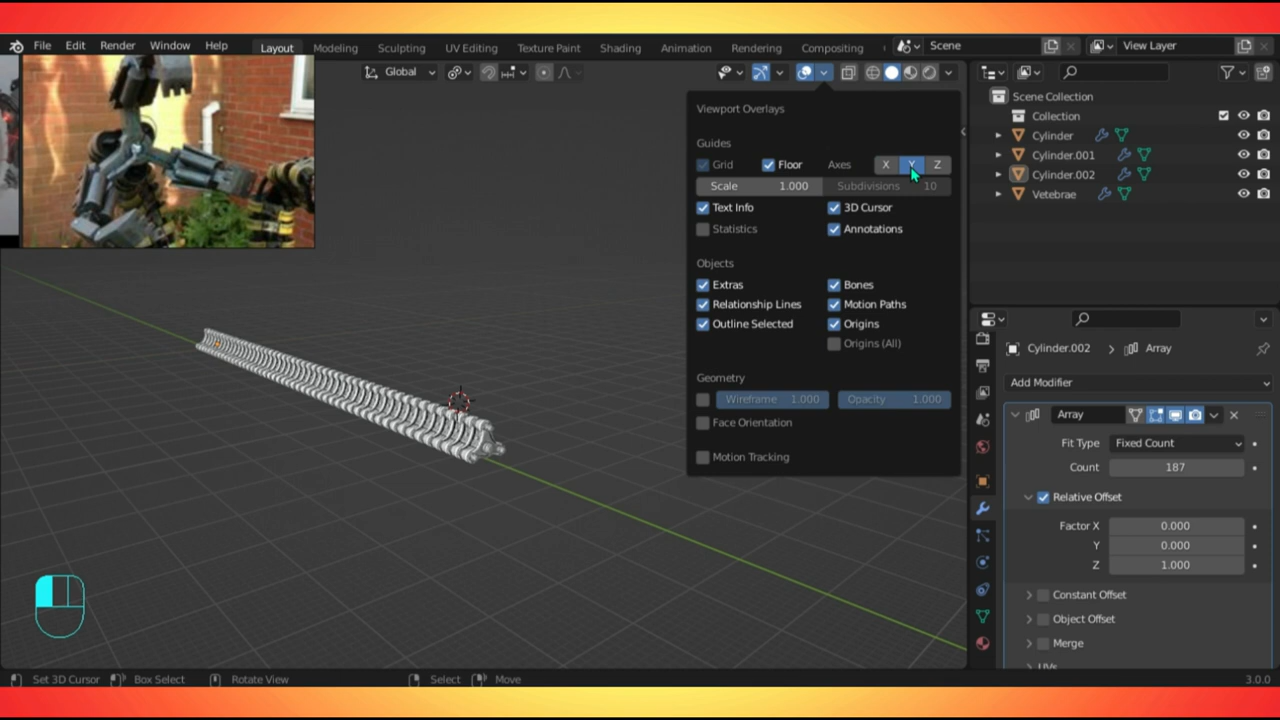 File Edit Render Window Help Layout Modeling Sculpting UV Editing Texture Paint Shading Animation Rendering Compositing Scene View Layer
Global
Viewport Overlays
Guides
Grid Floor Axes X Y Z
Scale 1.000 Subdivisions 10
Text Info 3D Cursor
Statistics Annotations
Objects
Extras Bones
Relationship Lines Motion Paths
Outline Selected Origins
Origins (All)
Geometry
Wireframe 1.000 Opacity 1.000
Face Orientation
Motion Tracking
Scene Collection
Collection
Cylinder
Cylinder.001
Cylinder.002
Vetebrae
Cylinder.002 > Array
Add Modifier
Array
Fit Type Fixed Count
Count 187
Relative Offset
Factor X 0.000
Y 0.000
Z 1.000
Constant Offset
Object Offset
Merge
UVs
Set 3D Cursor Box Select Rotate View Select Move 3.0.0